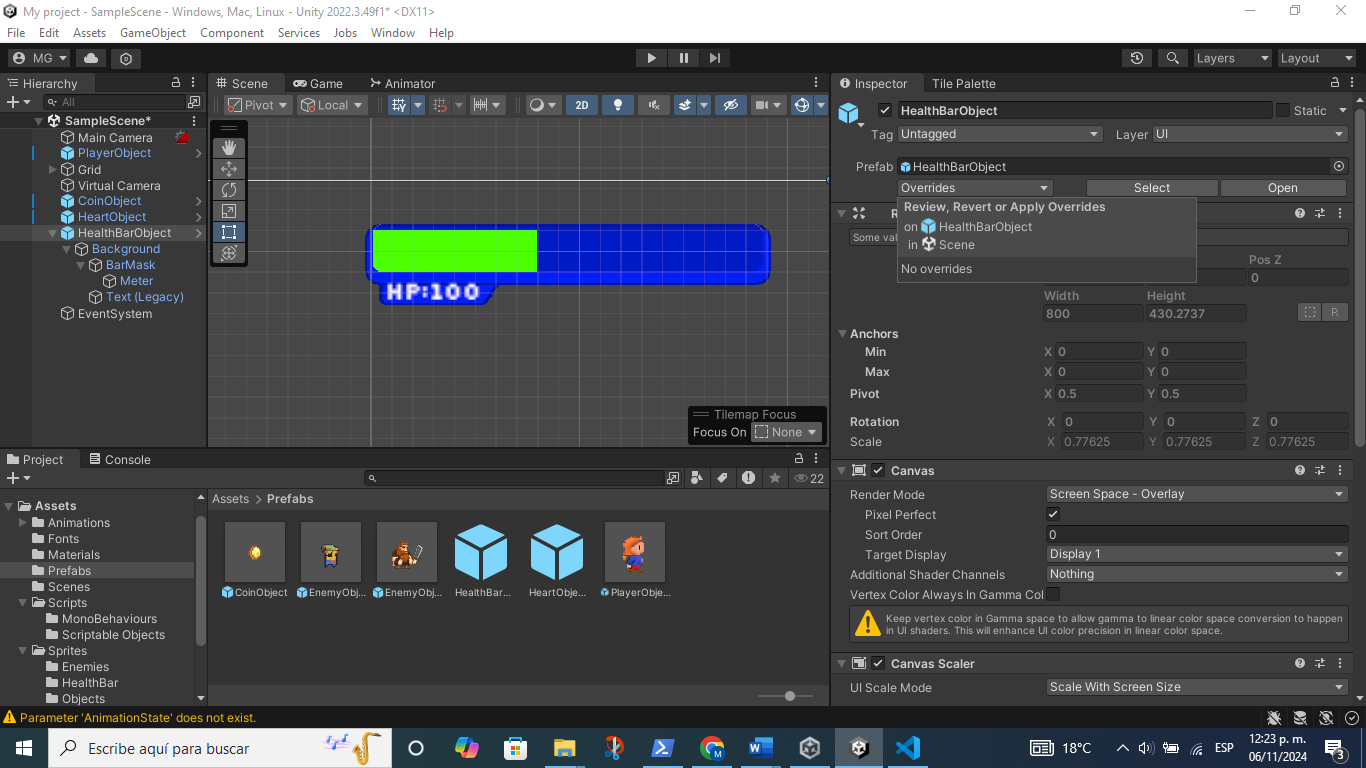 My project - SampleScene - Windows, Mac, Linux - Unity 2022.3.49f1* <DX11>
File Edit Assets GameObject Component Services Jobs Window Help
MG Layers Layout
Hierarchy
All
SampleScene*
Main Camera
PlayerObject
Grid
Virtual Camera
CoinObject
HeartObject
HealthBarObject
Background
BarMask
Meter
Text (Legacy)
EventSystem
Scene Game Animator
Pivot Local 2D
HP:100
Tilemap Focus
Focus On None
Inspector Tile Palette
HealthBarObject Static
Tag Untagged Layer UI
Prefab HealthBarObject
Overrides Select Open
Review, Revert or Apply Overrides
on HealthBarObject
in Scene
No overrides
R
Some val
Pos Z
0
Width Height
800 430.2737 R
Anchors
Min X 0 Y 0
Max X 0 Y 0
Pivot X 0.5 Y 0.5
Rotation X 0 Y 0 Z 0
Scale X 0.77625 Y 0.77625 Z 0.77625
Canvas
Render Mode Screen Space - Overlay
Pixel Perfect
Sort Order 0
Target Display Display 1
Additional Shader Channels Nothing
Vertex Color Always In Gamma Col
Keep vertex color in Gamma space to allow gamma to linear color space conversion to happen
in UI shaders. This will enhance UI color precision in linear color space.
Canvas Scaler
UI Scale Mode Scale With Screen Size
Project Console
22
Assets
Animations
Fonts
Materials
Prefabs
Scenes
Scripts
MonoBehaviours
Scriptable Objects
Sprites
Enemies
HealthBar
Objects
Assets > Prefabs
CoinObject EnemyObj... EnemyObj... HealthBar... HeartObje... PlayerObje...
Parameter 'AnimationState' does not exist.
Escribe aquí para buscar
18°C ESP
12:23 p. m.
06/11/2024
3